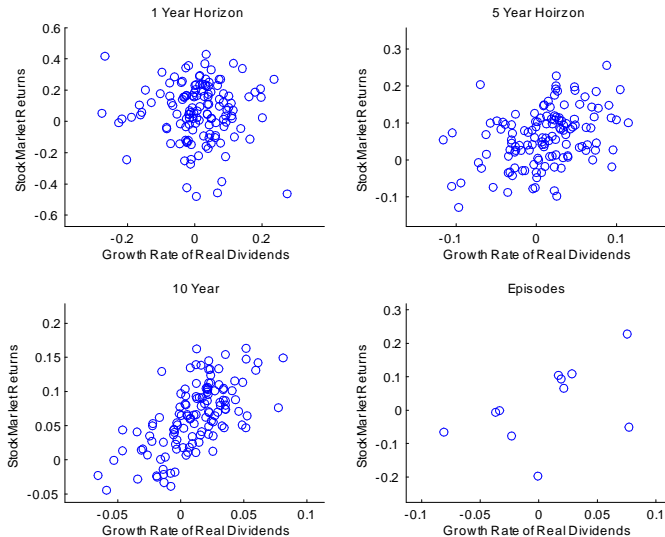 1 Year Horizon
0.6
0.4
0.2
0
-0.2
-0.4
-0.6
-0.2 0 0.2
Stock Market Returns
Growth Rate of Real Dividends
5 Year Hoirzon
0.3
0.2
0.1
0
-0.1
-0.1 0 0.1
Stock Market Returns
Growth Rate of Real Dividends
10 Year
0.2
0.15
0.1
0.05
0
-0.05
-0.05 0 0.05 0.1
Stock Market Returns
Growth Rate of Real Dividends
Episodes
0.3
0.2
0.1
0
-0.1
-0.2
-0.1 -0.05 0 0.05 0.1
Stock Market Returns
Growth Rate of Real Dividends